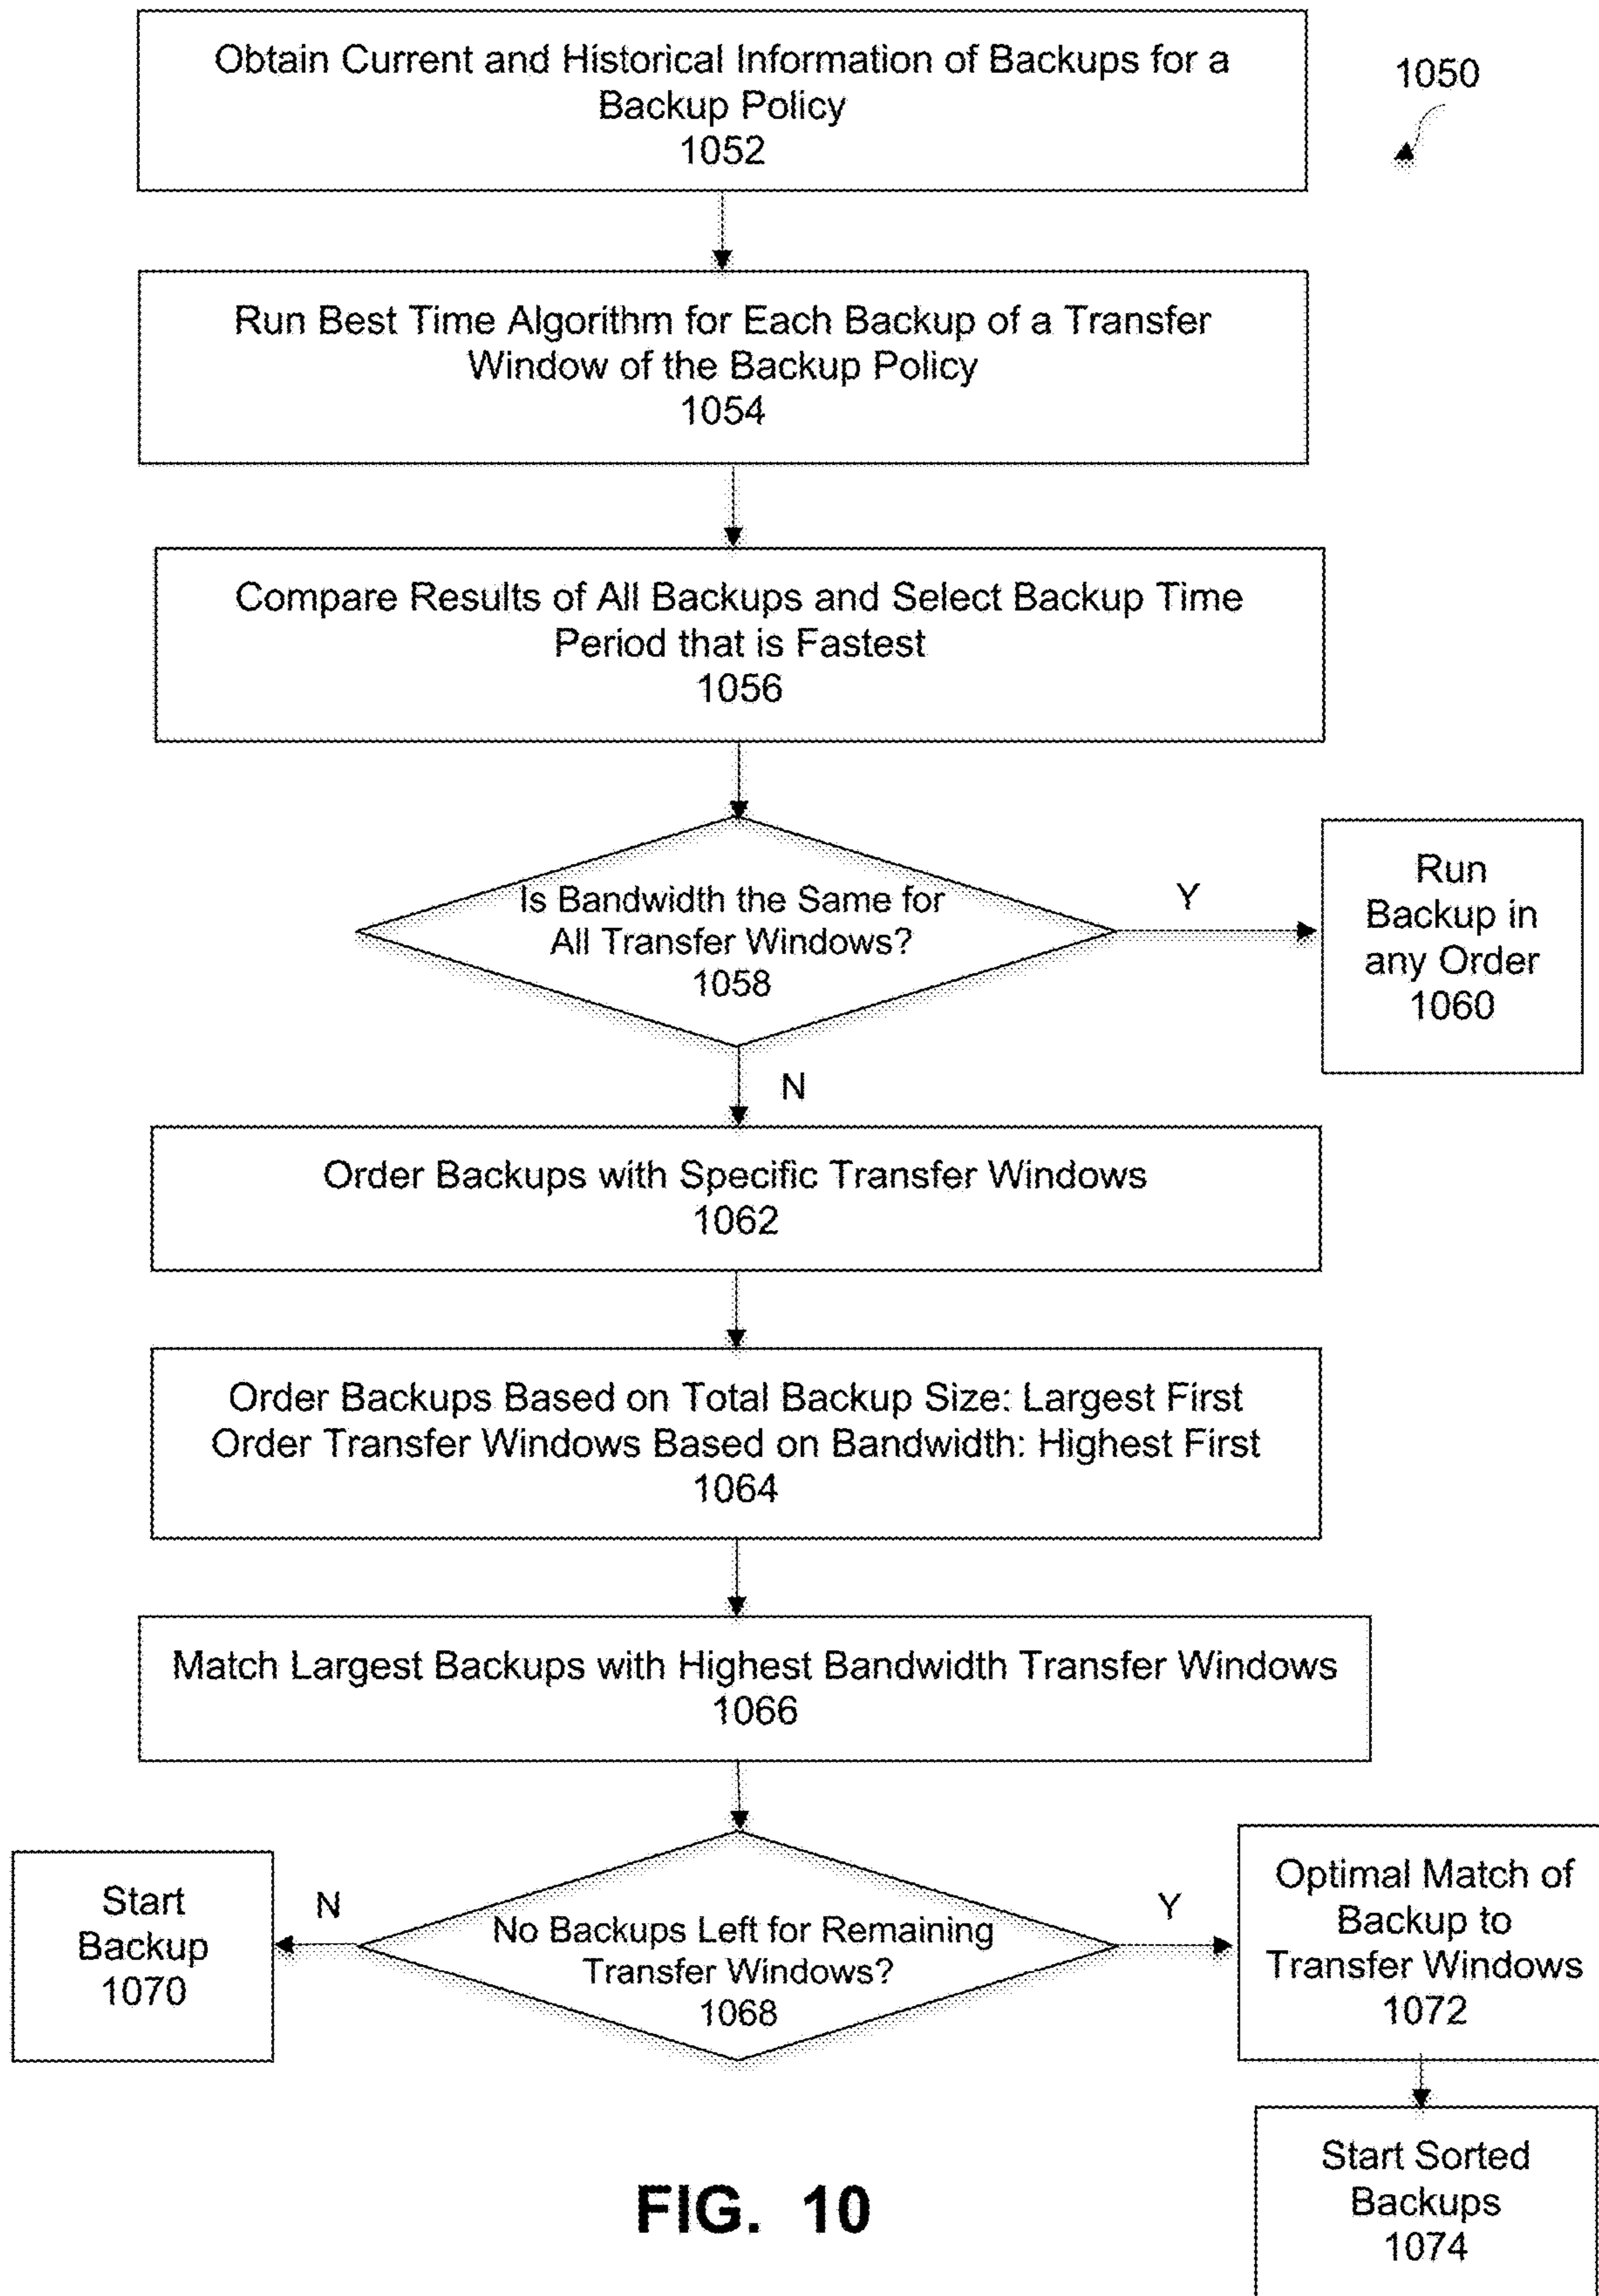 Obtain Current and Historical Information of Backups for a
Backup Policy
1052
1050
Run Best Time Algorithm for Each Backup of a Transfer
Window of the Backup Policy
1054
Compare Results of All Backups and Select Backup Time
Period that is Fastest
1056
Is Bandwidth the Same for
All Transfer Windows?
1058
Y
Run
Backup in
any Order
1060
N
Order Backups with Specific Transfer Windows
1062
Order Backups Based on Total Backup Size: Largest First
Order Transfer Windows Based on Bandwidth: Highest First
1064
Match Largest Backups with Highest Bandwidth Transfer Windows
1066
No Backups Left for Remaining
Transfer Windows?
1068
N
Start
Backup
1070
Y
Optimal Match of
Backup to
Transfer Windows
1072
Start Sorted
Backups
1074
FIG. 10